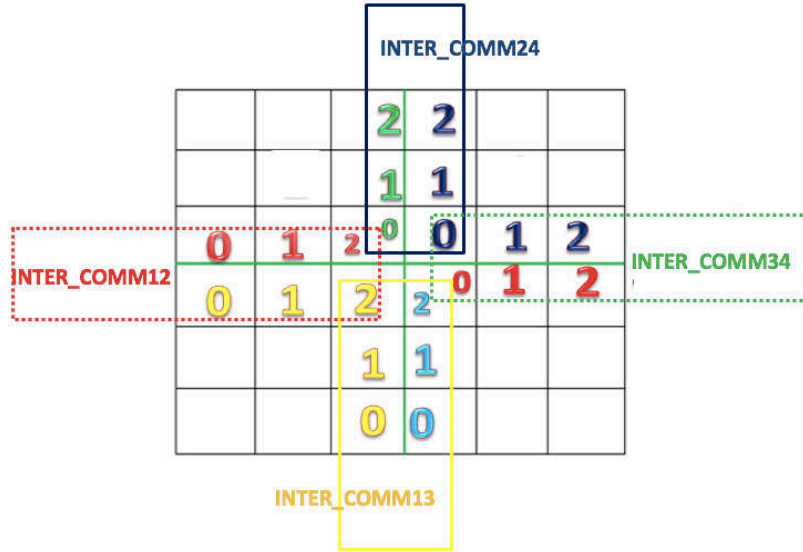 INTER_COMM24
2 2
1 1
0 1 2 0 0 1 2
INTER_COMM12
INTER_COMM34
0 1 2 2 0 1 2
1 1
0 0
INTER_COMM13